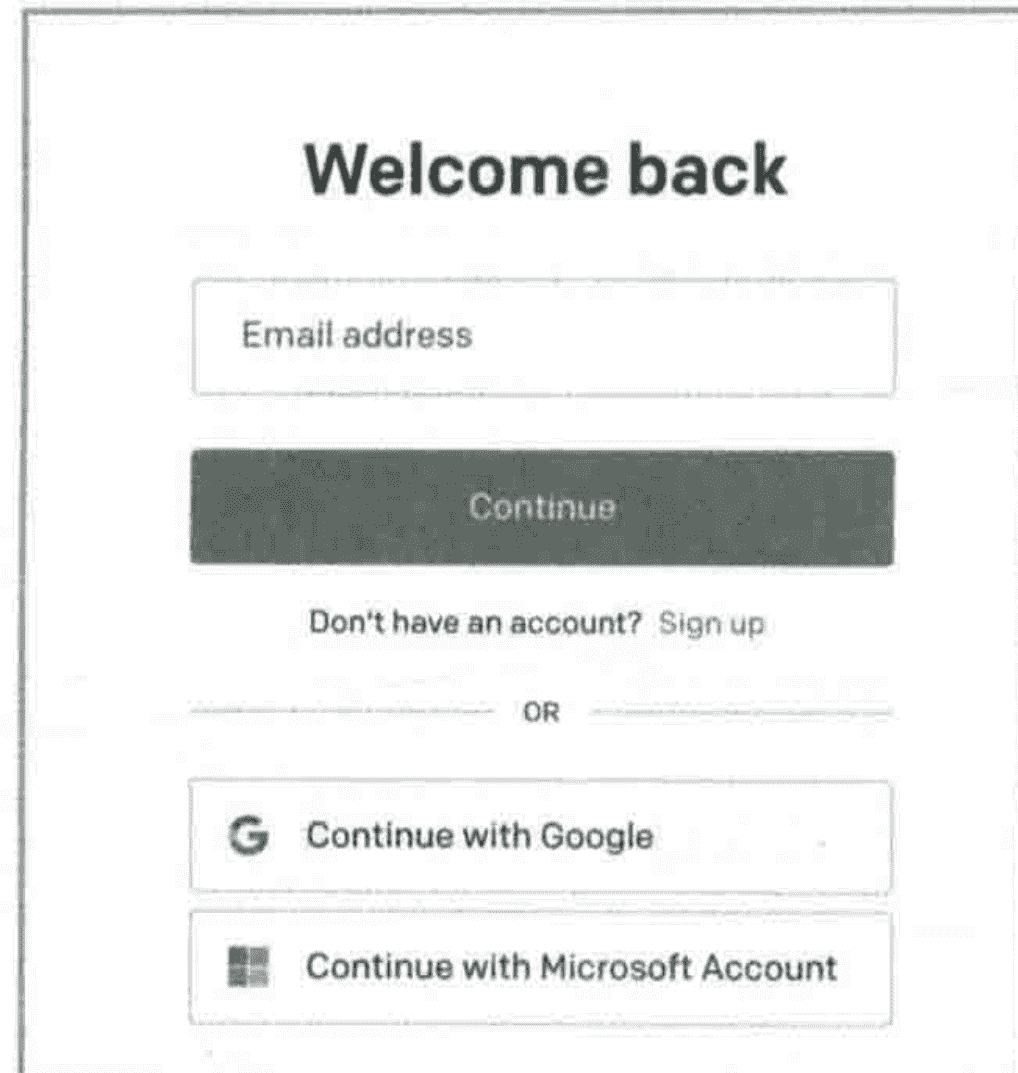 Welcome back
Email address
Continue
Don't have an account? Sign up
OR
Continue with Google
Continue with Microsoft Account